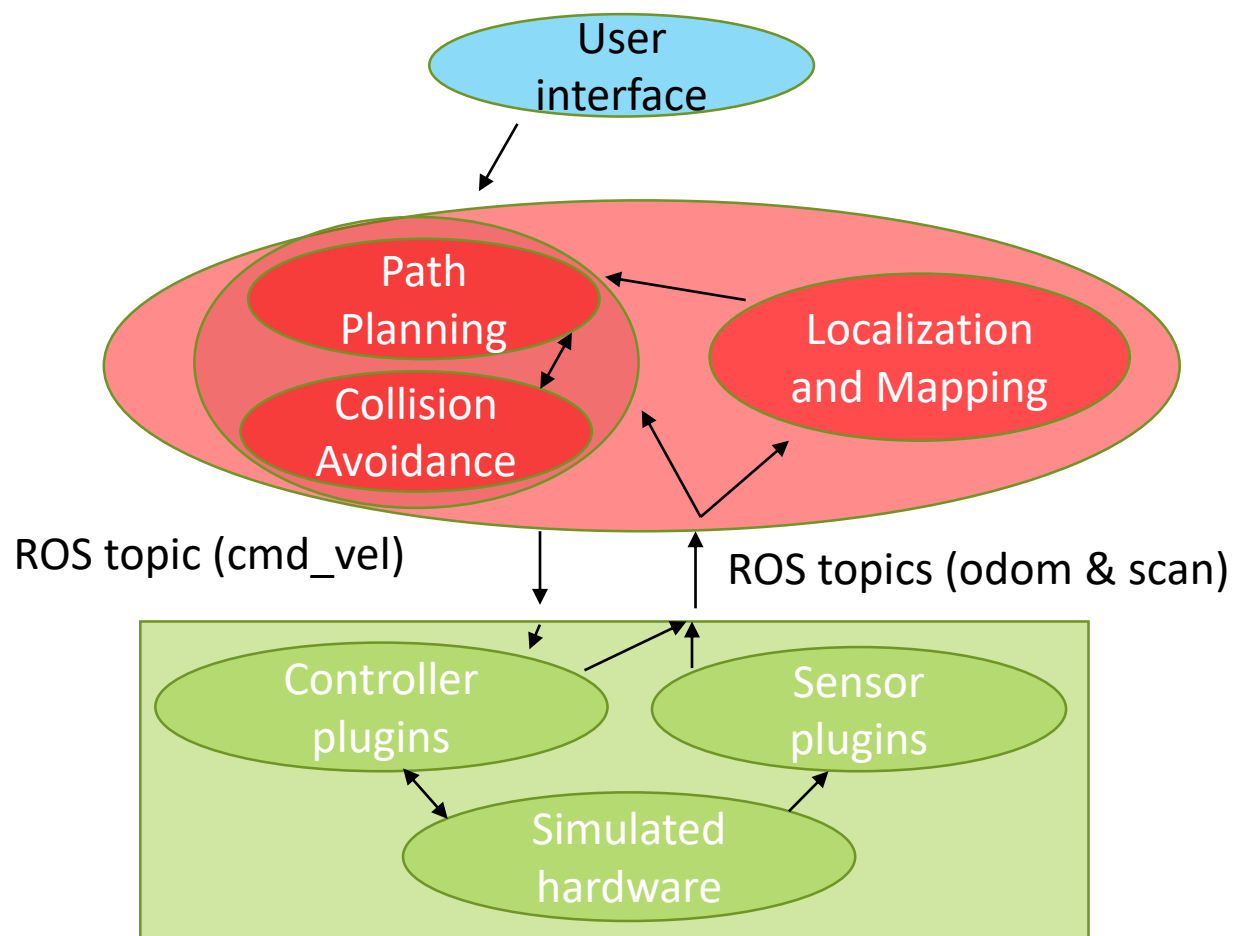 User
interface
Path
Planning
Localization
and Mapping
Collision
Avoidance
ROS topic (cmd_vel)
ROS topics (odom & scan)
Controller
plugins
Sensor
plugins
Simulated
hardware